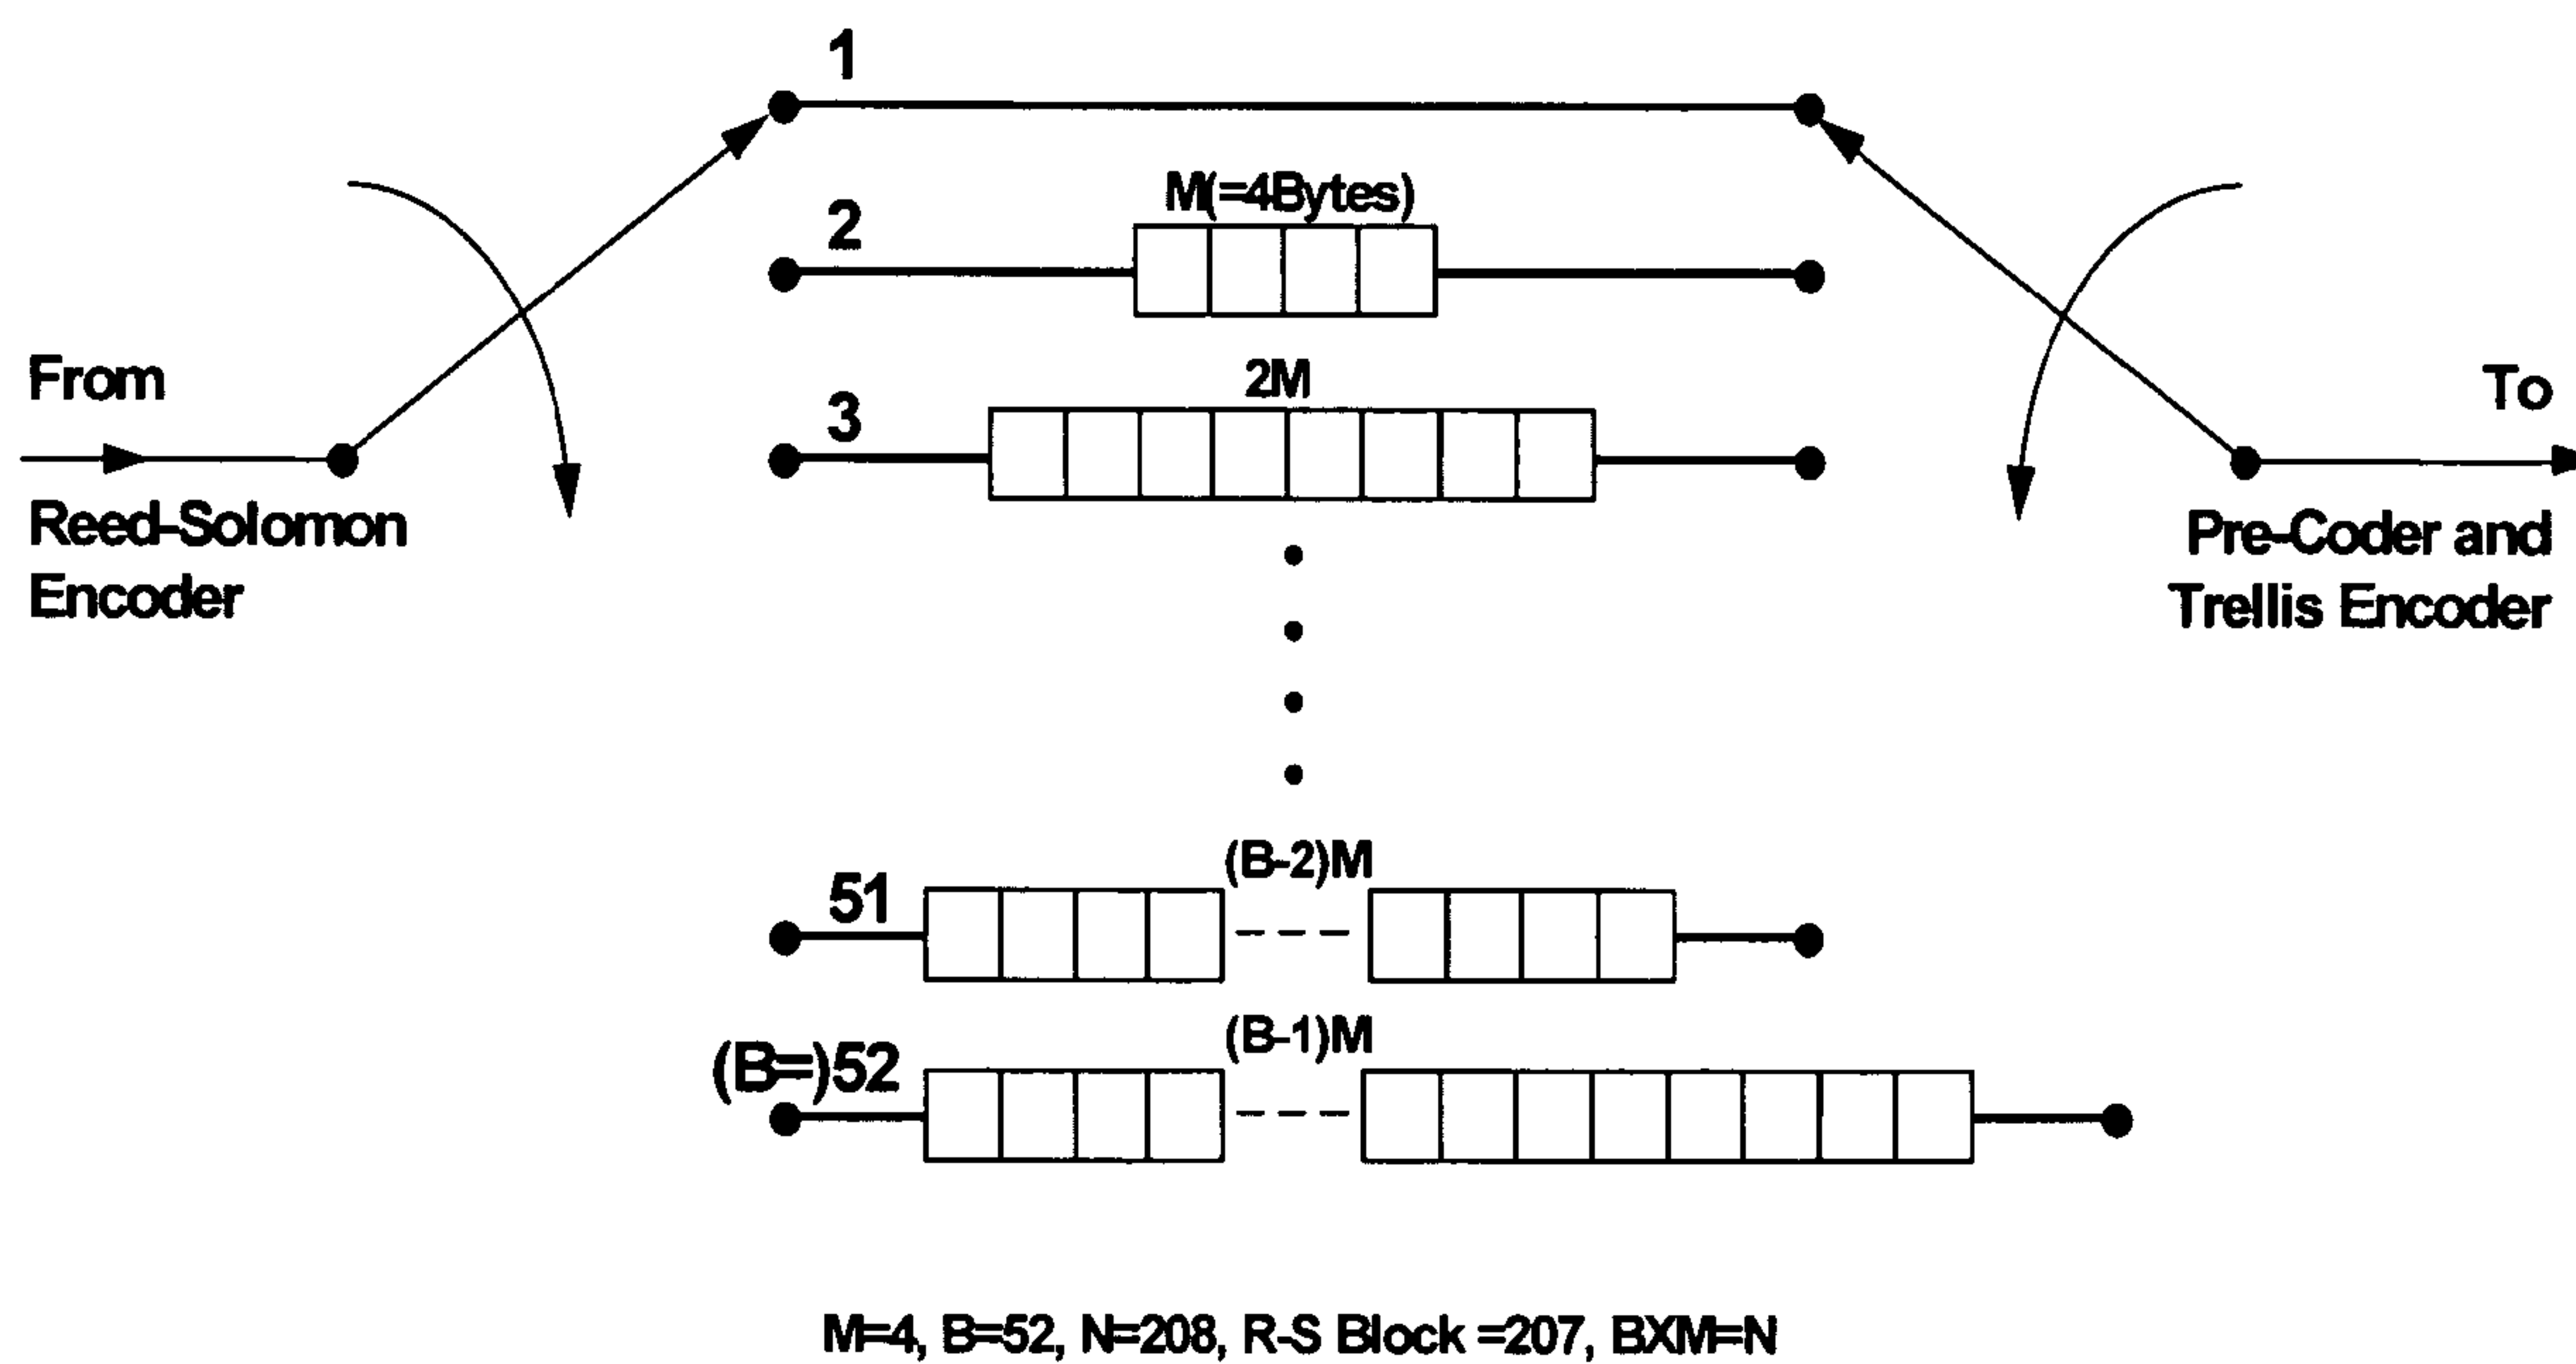 1
M(=4Bytes)
2
2M
3
From
Reed-Solomon
Encoder
To
Pre-Coder and
Trellis Encoder
(B-2)M
51
(B-1)M
(B=)52
M=4, B=52, N=208, R-S Block =207, BXM=N